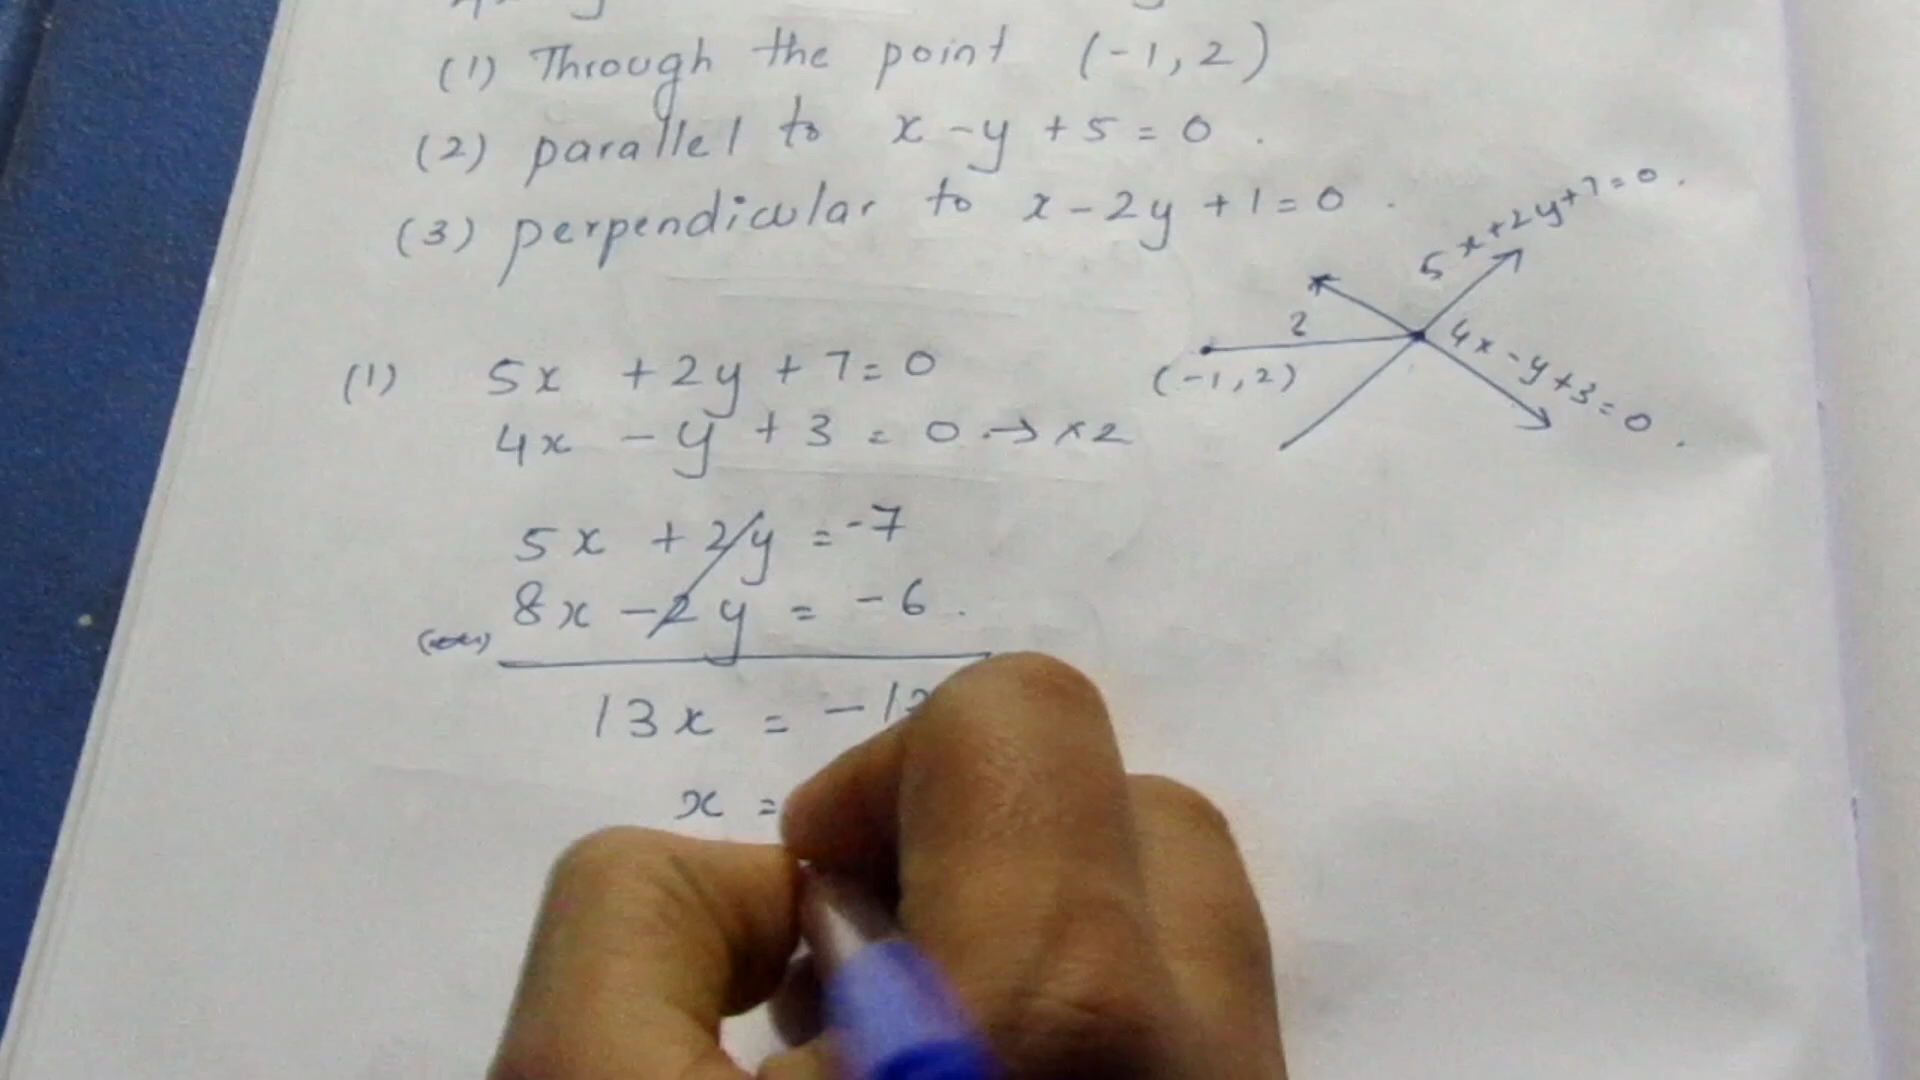 (1) Through the point (-1, 2)
(2) parallel to x - y + 5 = 0 .
(3) perpendicular to x - 2y + 1 = 0 .
5x + 2y + 7 = 0 .
2
(-1, 2)
4x - y + 3 = 0 .
(1) 5x + 2y + 7 = 0
4x - y + 3 = 0 → × 2
5x + 2y = -7
8x - 2y = -6 .
13x = -13
x =